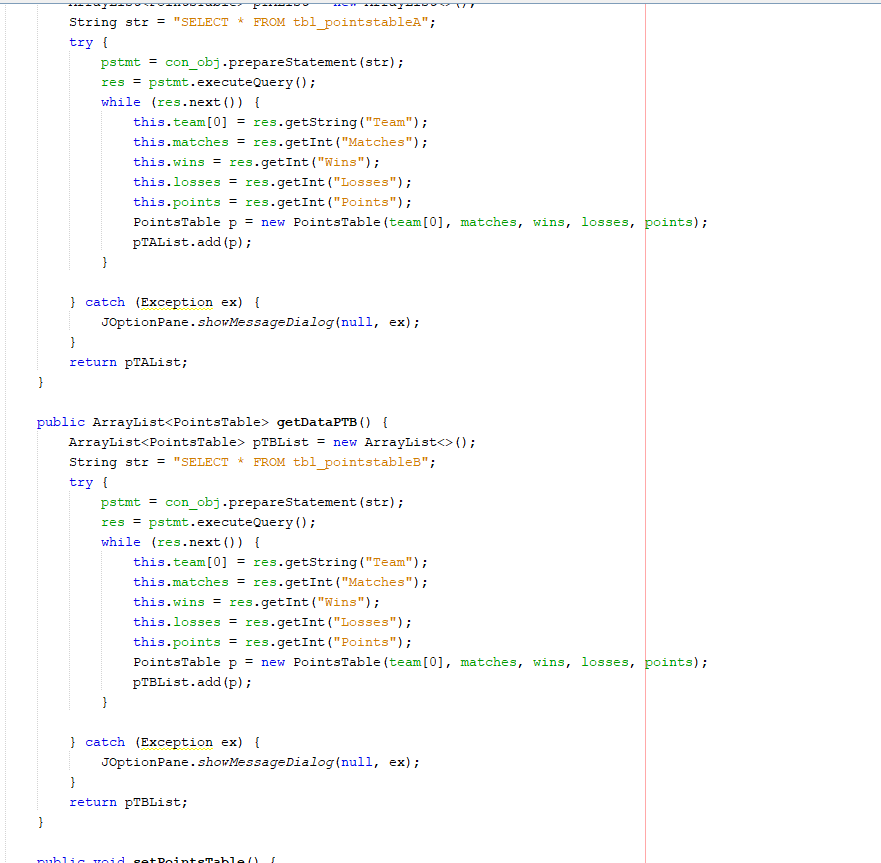 ArrayList<PointsTable> pTAList = new ArrayList<>();
String str = "SELECT * FROM tbl_pointstableA";
try {
pstmt = con_obj.prepareStatement(str);
res = pstmt.executeQuery();
while (res.next()) {
this.team[0] = res.getString("Team");
this.matches = res.getInt("Matches");
this.wins = res.getInt("Wins");
this.losses = res.getInt("Losses");
this.points = res.getInt("Points");
PointsTable p = new PointsTable(team[0], matches, wins, losses, points);
pTAList.add(p);
}
} catch (Exception ex) {
JOptionPane.showMessageDialog(null, ex);
}
return pTAList;
}
public ArrayList<PointsTable> getDataPTB() {
ArrayList<PointsTable> pTBList = new ArrayList<>();
String str = "SELECT * FROM tbl_pointstableB";
try {
pstmt = con_obj.prepareStatement(str);
res = pstmt.executeQuery();
while (res.next()) {
this.team[0] = res.getString("Team");
this.matches = res.getInt("Matches");
this.wins = res.getInt("Wins");
this.losses = res.getInt("Losses");
this.points = res.getInt("Points");
PointsTable p = new PointsTable(team[0], matches, wins, losses, points);
pTBList.add(p);
}
} catch (Exception ex) {
JOptionPane.showMessageDialog(null, ex);
}
return pTBList;
}
public void setPointsTable() {